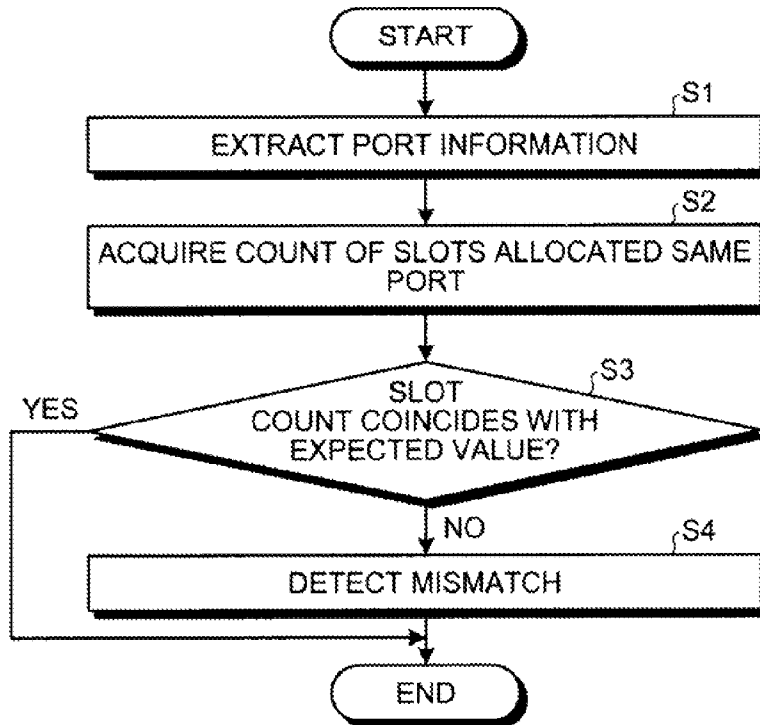 START
S1
EXTRACT PORT INFORMATION
S2
ACQUIRE COUNT OF SLOTS ALLOCATED SAME
PORT
S3
SLOT
COUNT COINCIDES WITH
EXPECTED VALUE?
YES
NO
S4
DETECT MISMATCH
END